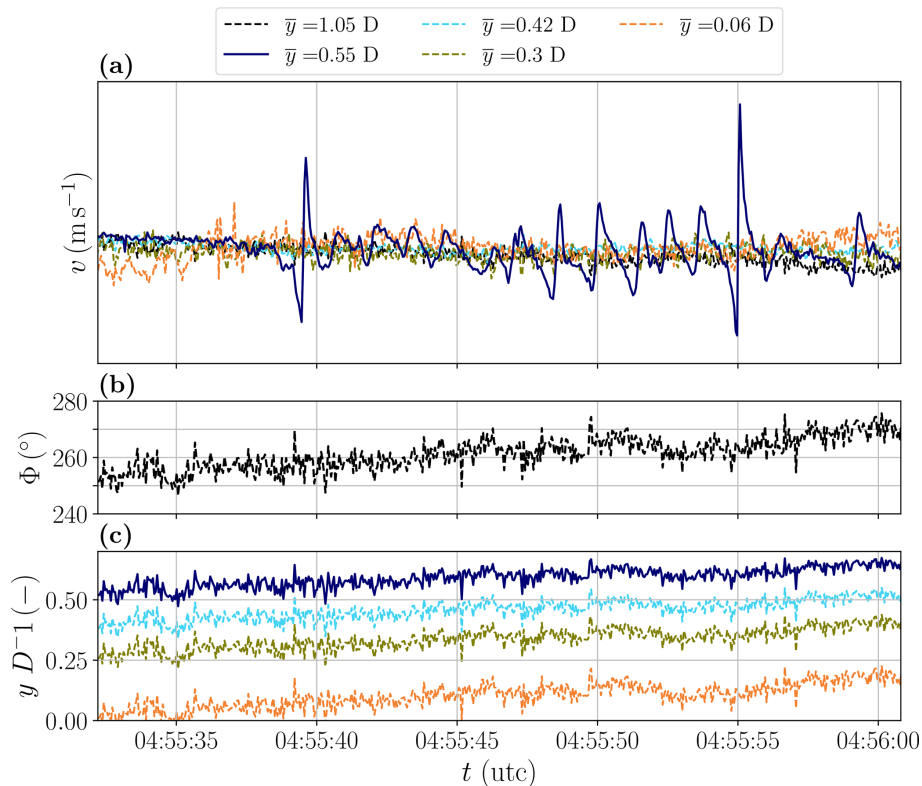 y̅ =1.05 D y̅ =0.42 D y̅ =0.06 D
y̅ =0.55 D y̅ =0.3 D
(a)
v (m s⁻¹)
(b)
280
260
240
Φ (°)
(c)
0.50
0.25
0.00
y D⁻¹ (−)
04:55:35 04:55:40 04:55:45 04:55:50 04:55:55 04:56:00
t (utc)